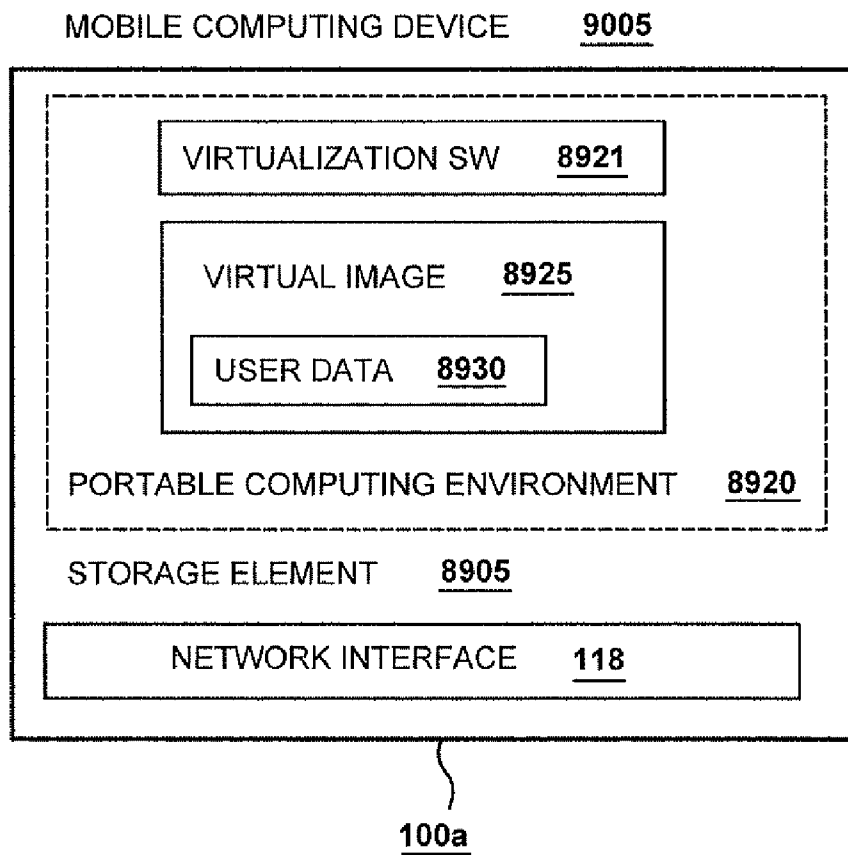 MOBILE COMPUTING DEVICE 9005
VIRTUALIZATION SW 8921
VIRTUAL IMAGE 8925
USER DATA 8930
PORTABLE COMPUTING ENVIRONMENT 8920
STORAGE ELEMENT 8905
NETWORK INTERFACE 118
100a